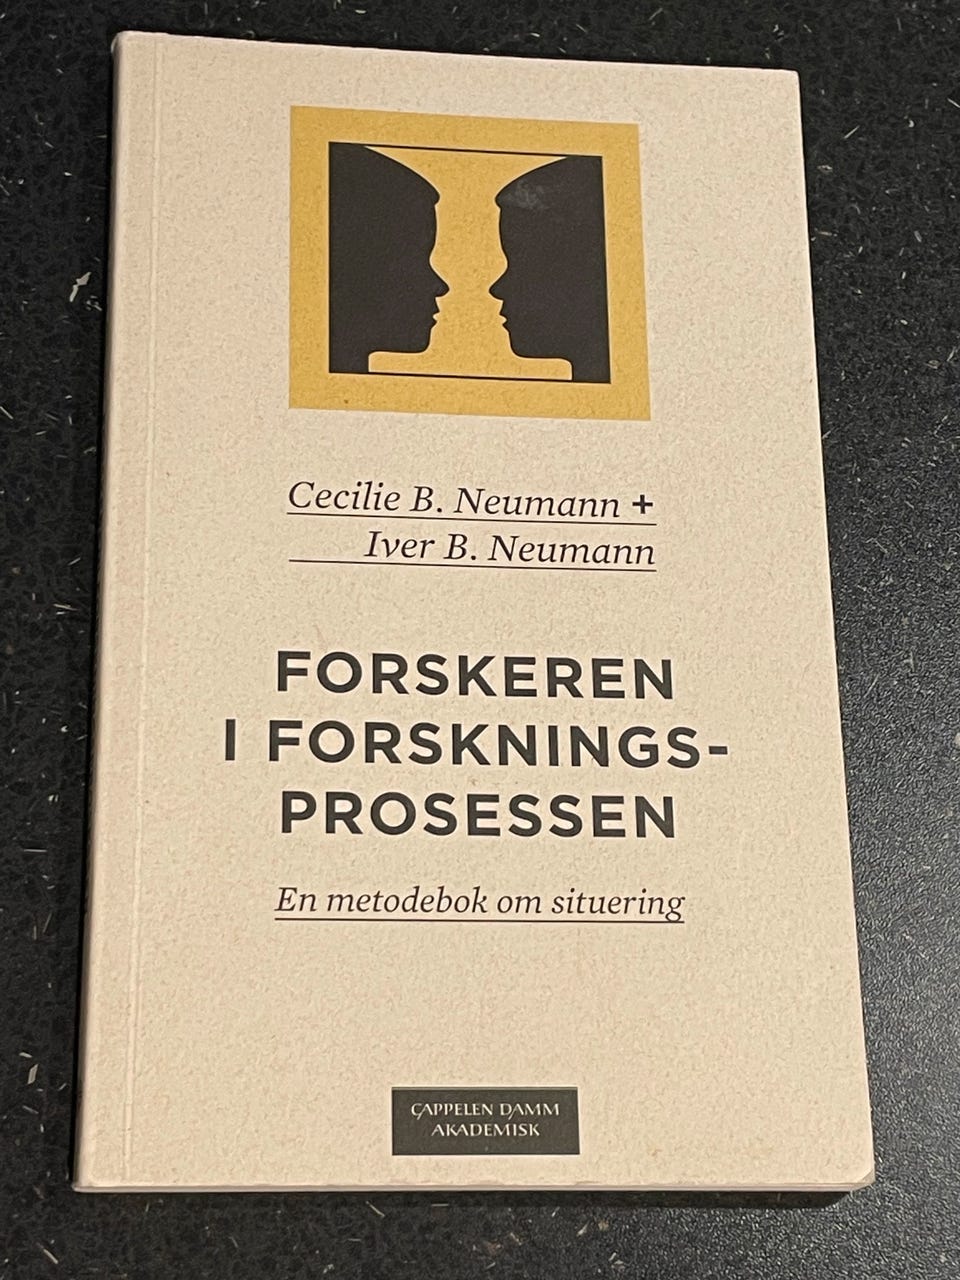 Cecilie B. Neumann +
Iver B. Neumann
FORSKEREN
I FORSKNINGS-
PROSESSEN
En metodebok om situering
CAPPELEN DAMM
AKADEMISK